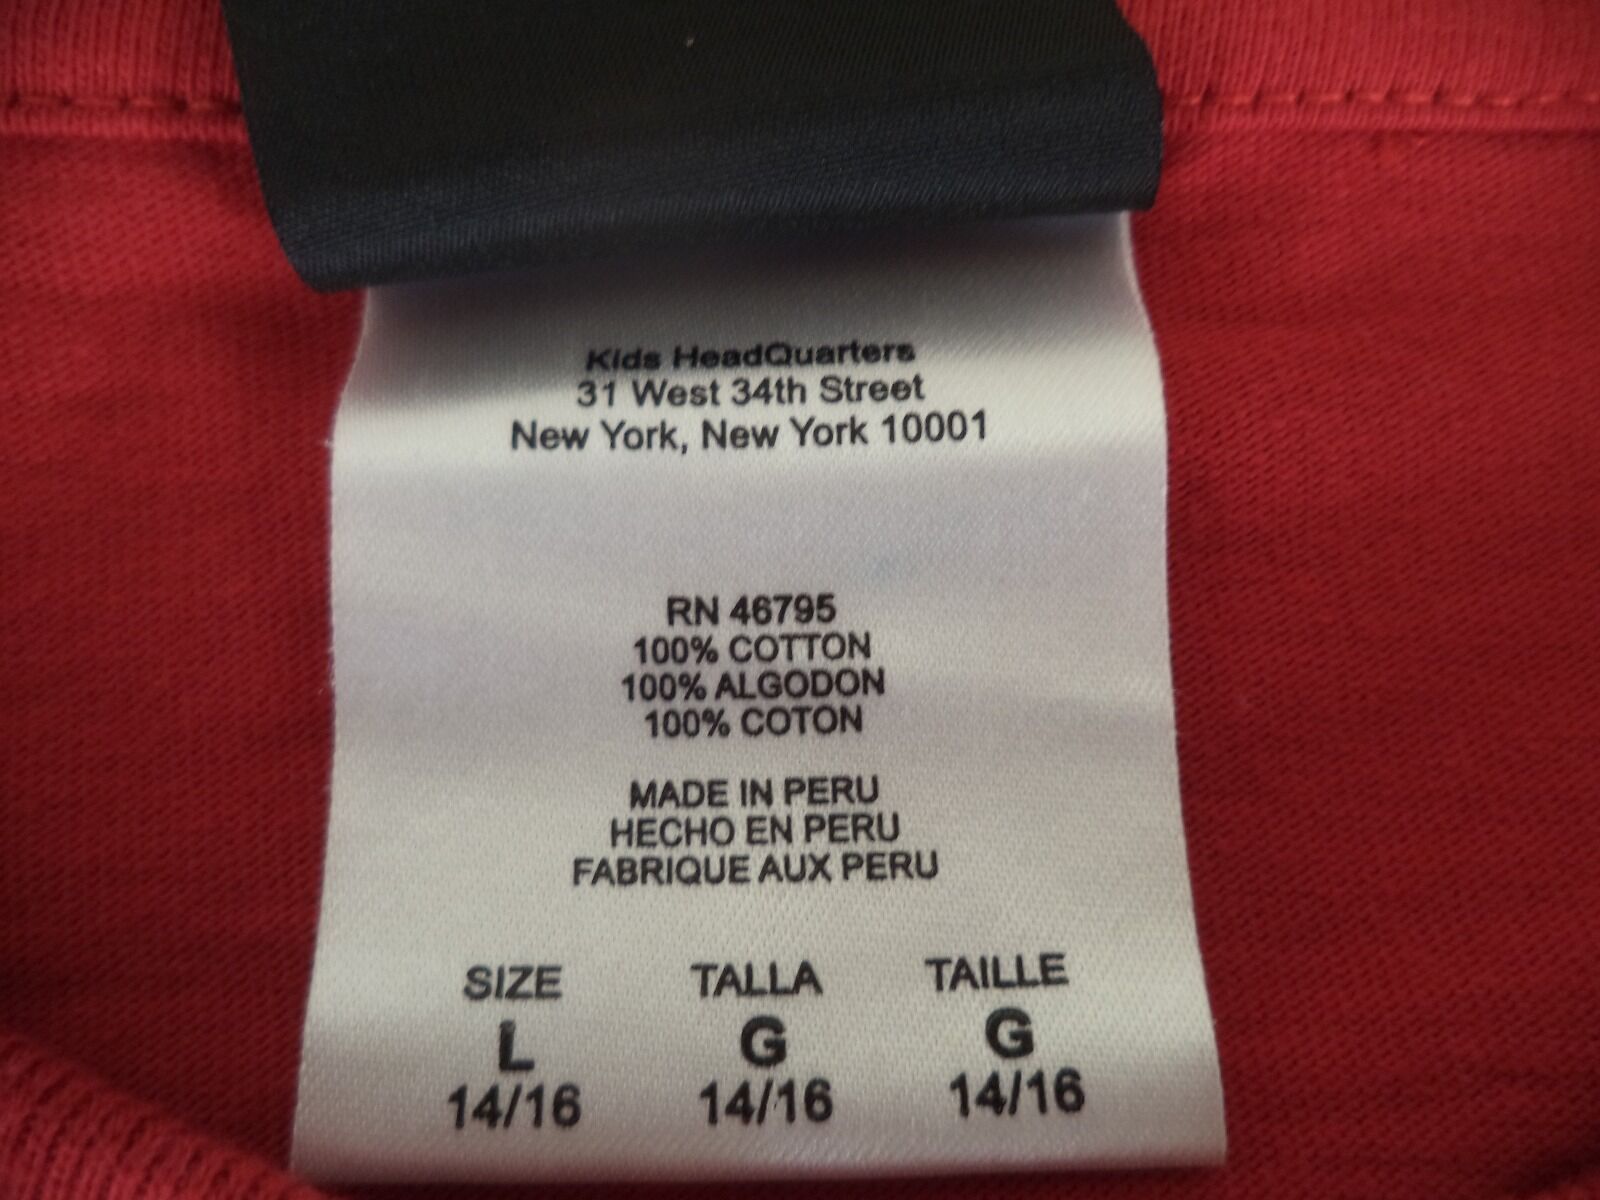 Kids HeadQuarters
31 West 34th Street
New York, New York 10001
RN 46795
100% COTTON
100% ALGODON
100% COTON
MADE IN PERU
HECHO EN PERU
FABRIQUE AUX PERU
SIZE TALLA TAILLE
L G G
14/16 14/16 14/16